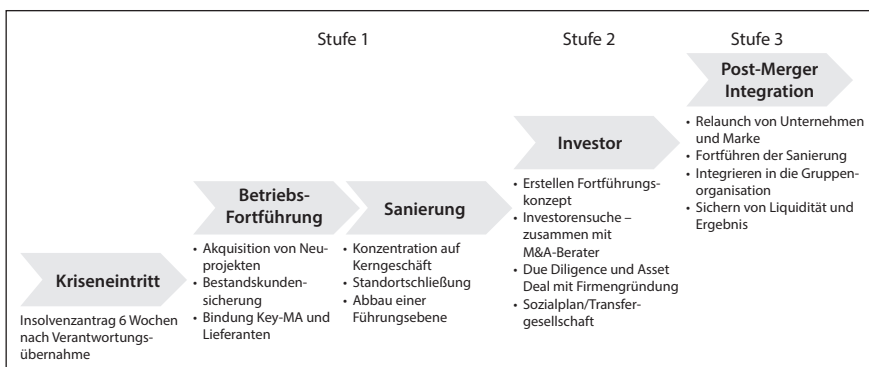 Stufe 1
Stufe 2
Stufe 3
Kriseneintritt
Insolvenzantrag 6 Wochen
nach Verantwortungs-
übernahme
Betriebs-
Fortführung
• Akquisition von Neu-
projekten
• Bestandskunden-
sicherung
• Bindung Key-MA und
Lieferanten
Sanierung
• Konzentration auf
Kerngeschäft
• Standortschließung
• Abbau einer
Führungsebene
Investor
• Erstellen Fortführungs-
konzept
• Investorensuche –
zusammen mit
M&A-Berater
• Due Diligence und Asset
Deal mit Firmengründung
• Sozialplan/Transfer-
gesellschaft
Post-Merger
Integration
• Relaunch von Unternehmen
und Marke
• Fortführen der Sanierung
• Integrieren in die Gruppen-
organisation
• Sichern von Liquidität und
Ergebnis